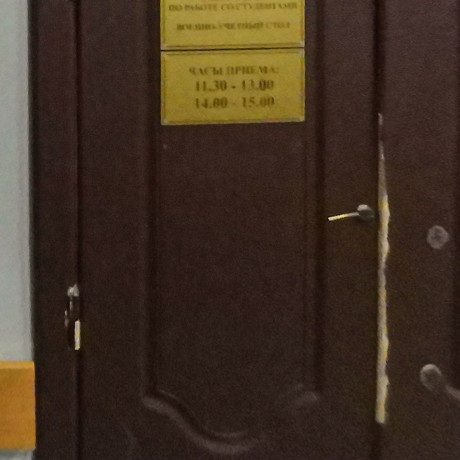 ПО РАБОТЕ СО СТУДЕНТАМИ
ВОЕННО-УЧЕТНЫЙ СТОЛ
ЧАСЫ ПРИЕМА:
11.30 - 13.00
14.00 - 15.00